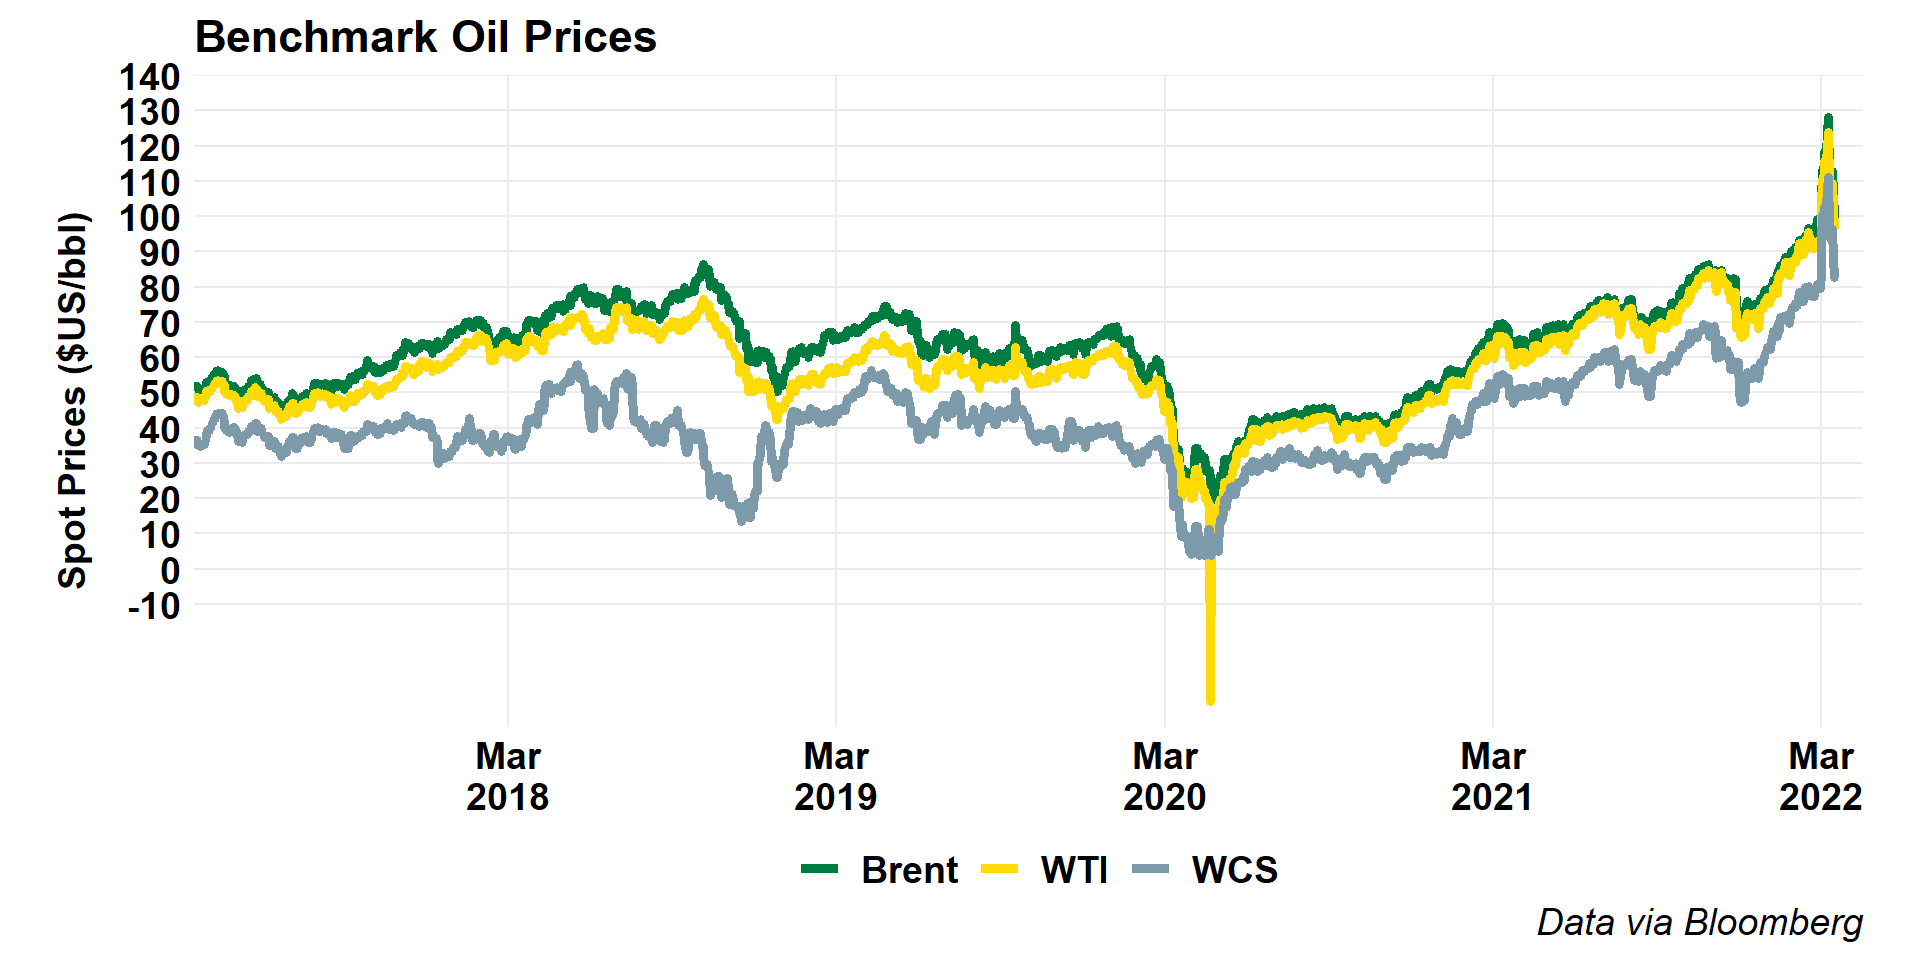 Benchmark Oil Prices
Spot Prices ($US/bbl)
140
130
120
110
100
90
80
70
60
50
40
30
20
10
0
-10
Mar Mar Mar Mar Mar
2018 2019 2020 2021 2022
Brent WTI WCS
Data via Bloomberg